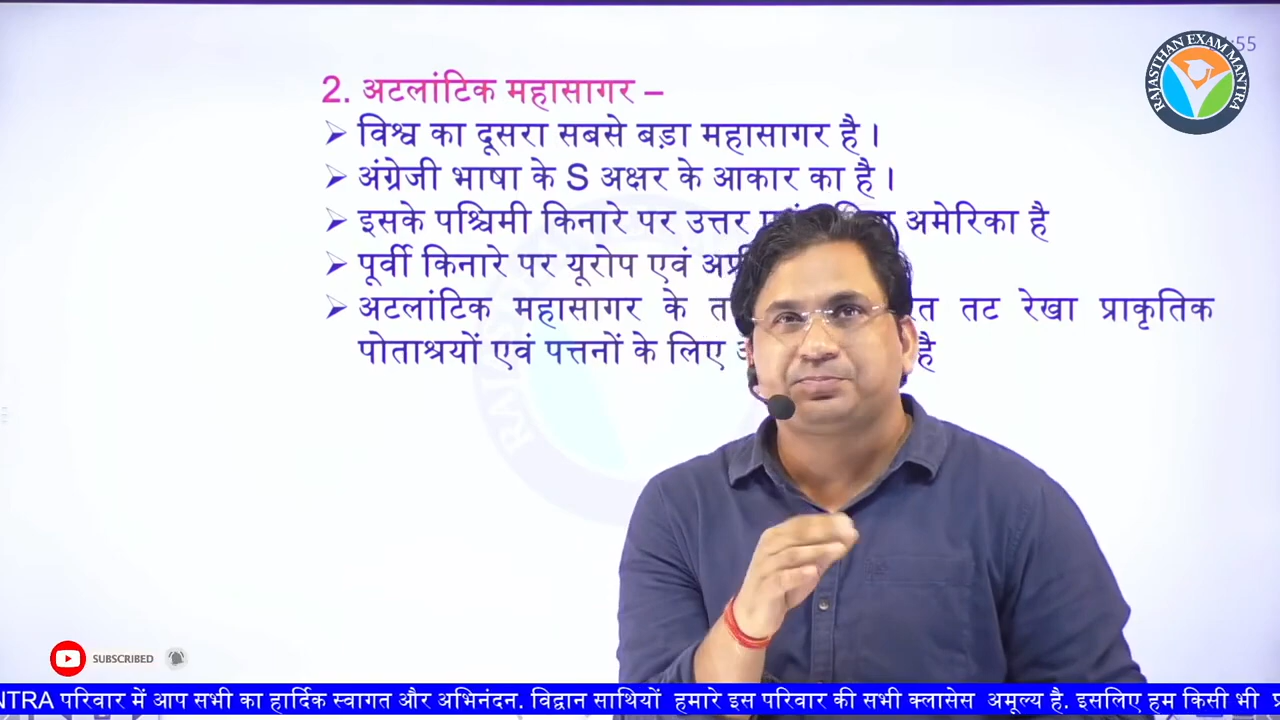 2. अटलांटिक महासागर –
➢ विश्व का दूसरा सबसे बड़ा महासागर है ।
➢ अंग्रेजी भाषा के S अक्षर के आकार का है ।
➢ इसके पश्चिमी किनारे पर उत्तर अमेरिका है
➢ पूर्वी किनारे पर यूरोप एवं
➢ अटलांटिक महासागर के तट रेखा प्राकृतिक
पोताश्रयों एवं पत्तनों के लिए है
:55
RAJASTHAN EXAM MANTRA
SUBSCRIBED
NTRA परिवार में आप सभी का हार्दिक स्वागत और अभिनंदन. विद्वान साथियों हमारे इस परिवार की सभी क्लासेस अमूल्य है. इसलिए हम किसी भी